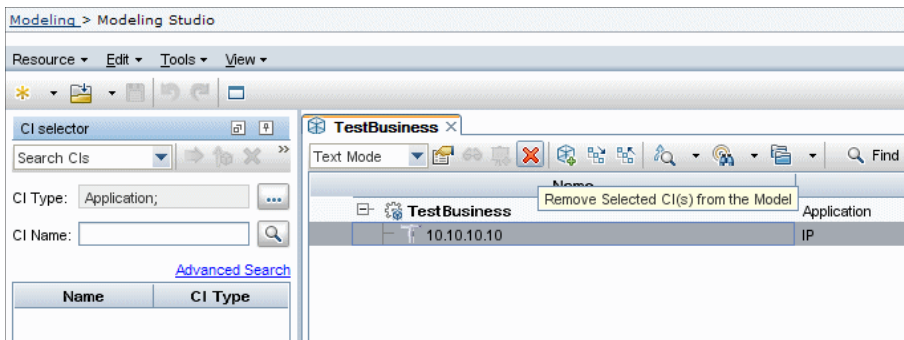 Modeling > Modeling Studio
Resource Edit Tools View
CI selector
TestBusiness
Search CIs
Text Mode
Find
CI Type: Application;
...
Name
Remove Selected CI(s) from the Model
TestBusiness Application
CI Name:
10.10.10.10 IP
Advanced Search
Name CI Type